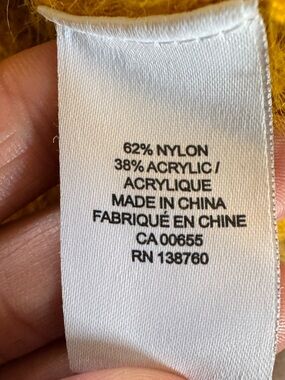 62% NYLON
38% ACRYLIC /
ACRYLIQUE
MADE IN CHINA
FABRIQUÉ EN CHINE
CA 00655
RN 138760